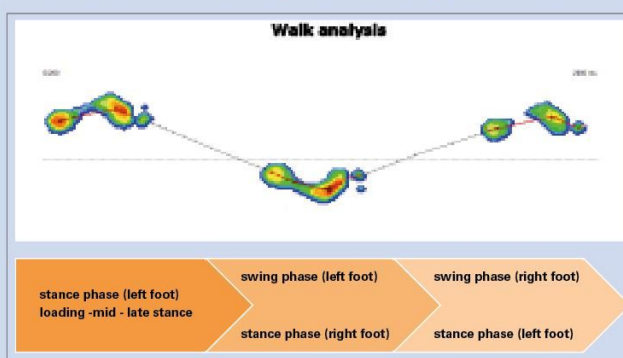 Walk analysis
stance phase (left foot)
loading -mid - late stance
swing phase (left foot)
stance phase (right foot)
swing phase (right foot)
stance phase (left foot)